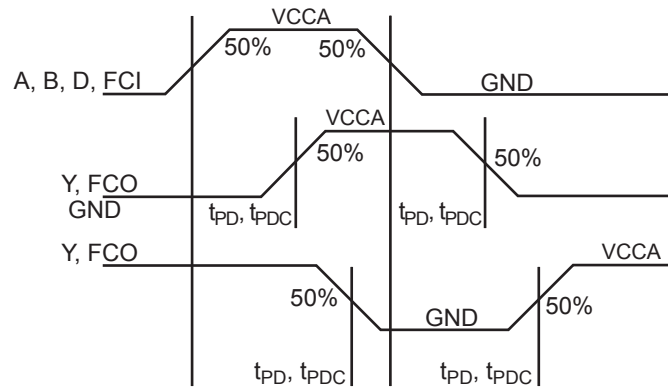 VCCA
50% 50%
A, B, D, FCI
GND
VCCA
50% 50%
Y, FCO
GND
tPD, tPDC tPD, tPDC
Y, FCO
VCCA
50% 50%
GND
tPD, tPDC tPD, tPDC